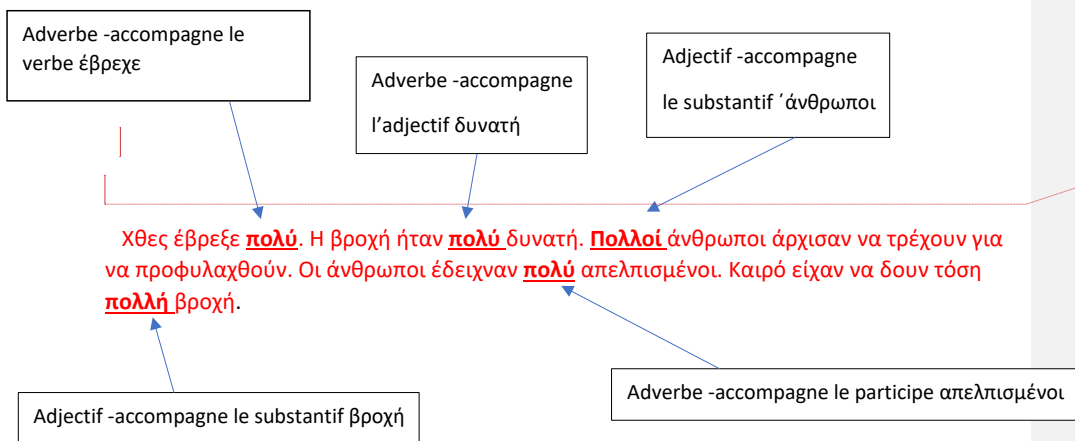 Adverbe -accompagne le
verbe έβρεχε
Adverbe -accompagne
l’adjectif δυνατή
Adjectif -accompagne
le substantif ΄άνθρωποι
Χθες έβρεξε πολύ. Η βροχή ήταν πολύ δυνατή. Πολλοί άνθρωποι άρχισαν να τρέχουν για
να προφυλαχθούν. Οι άνθρωποι έδειχναν πολύ απελπισμένοι. Καιρό είχαν να δουν τόση
πολλή βροχή.
Adjectif -accompagne le substantif βροχή
Adverbe -accompagne le participe απελπισμένοι